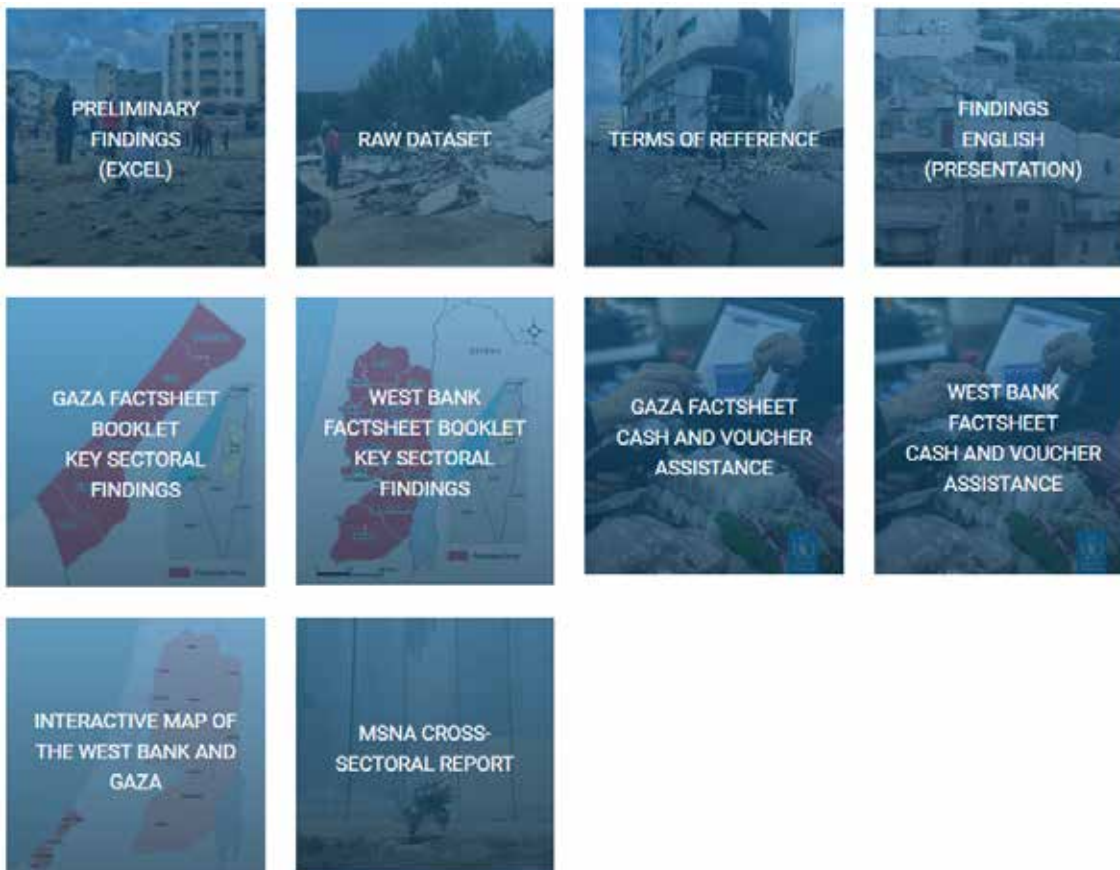 PRELIMINARY
FINDINGS
(EXCEL)
RAW DATASET
TERMS OF REFERENCE
FINDINGS
ENGLISH
(PRESENTATION)
GAZA FACTSHEET
BOOKLET
KEY SECTORAL
FINDINGS
WEST BANK
FACTSHEET BOOKLET
KEY SECTORAL
FINDINGS
GAZA FACTSHEET
CASH AND VOUCHER
ASSISTANCE
WEST BANK
FACTSHEET
CASH AND VOUCHER
ASSISTANCE
INTERACTIVE MAP OF
THE WEST BANK AND
GAZA
MSNA CROSS-
SECTORAL REPORT